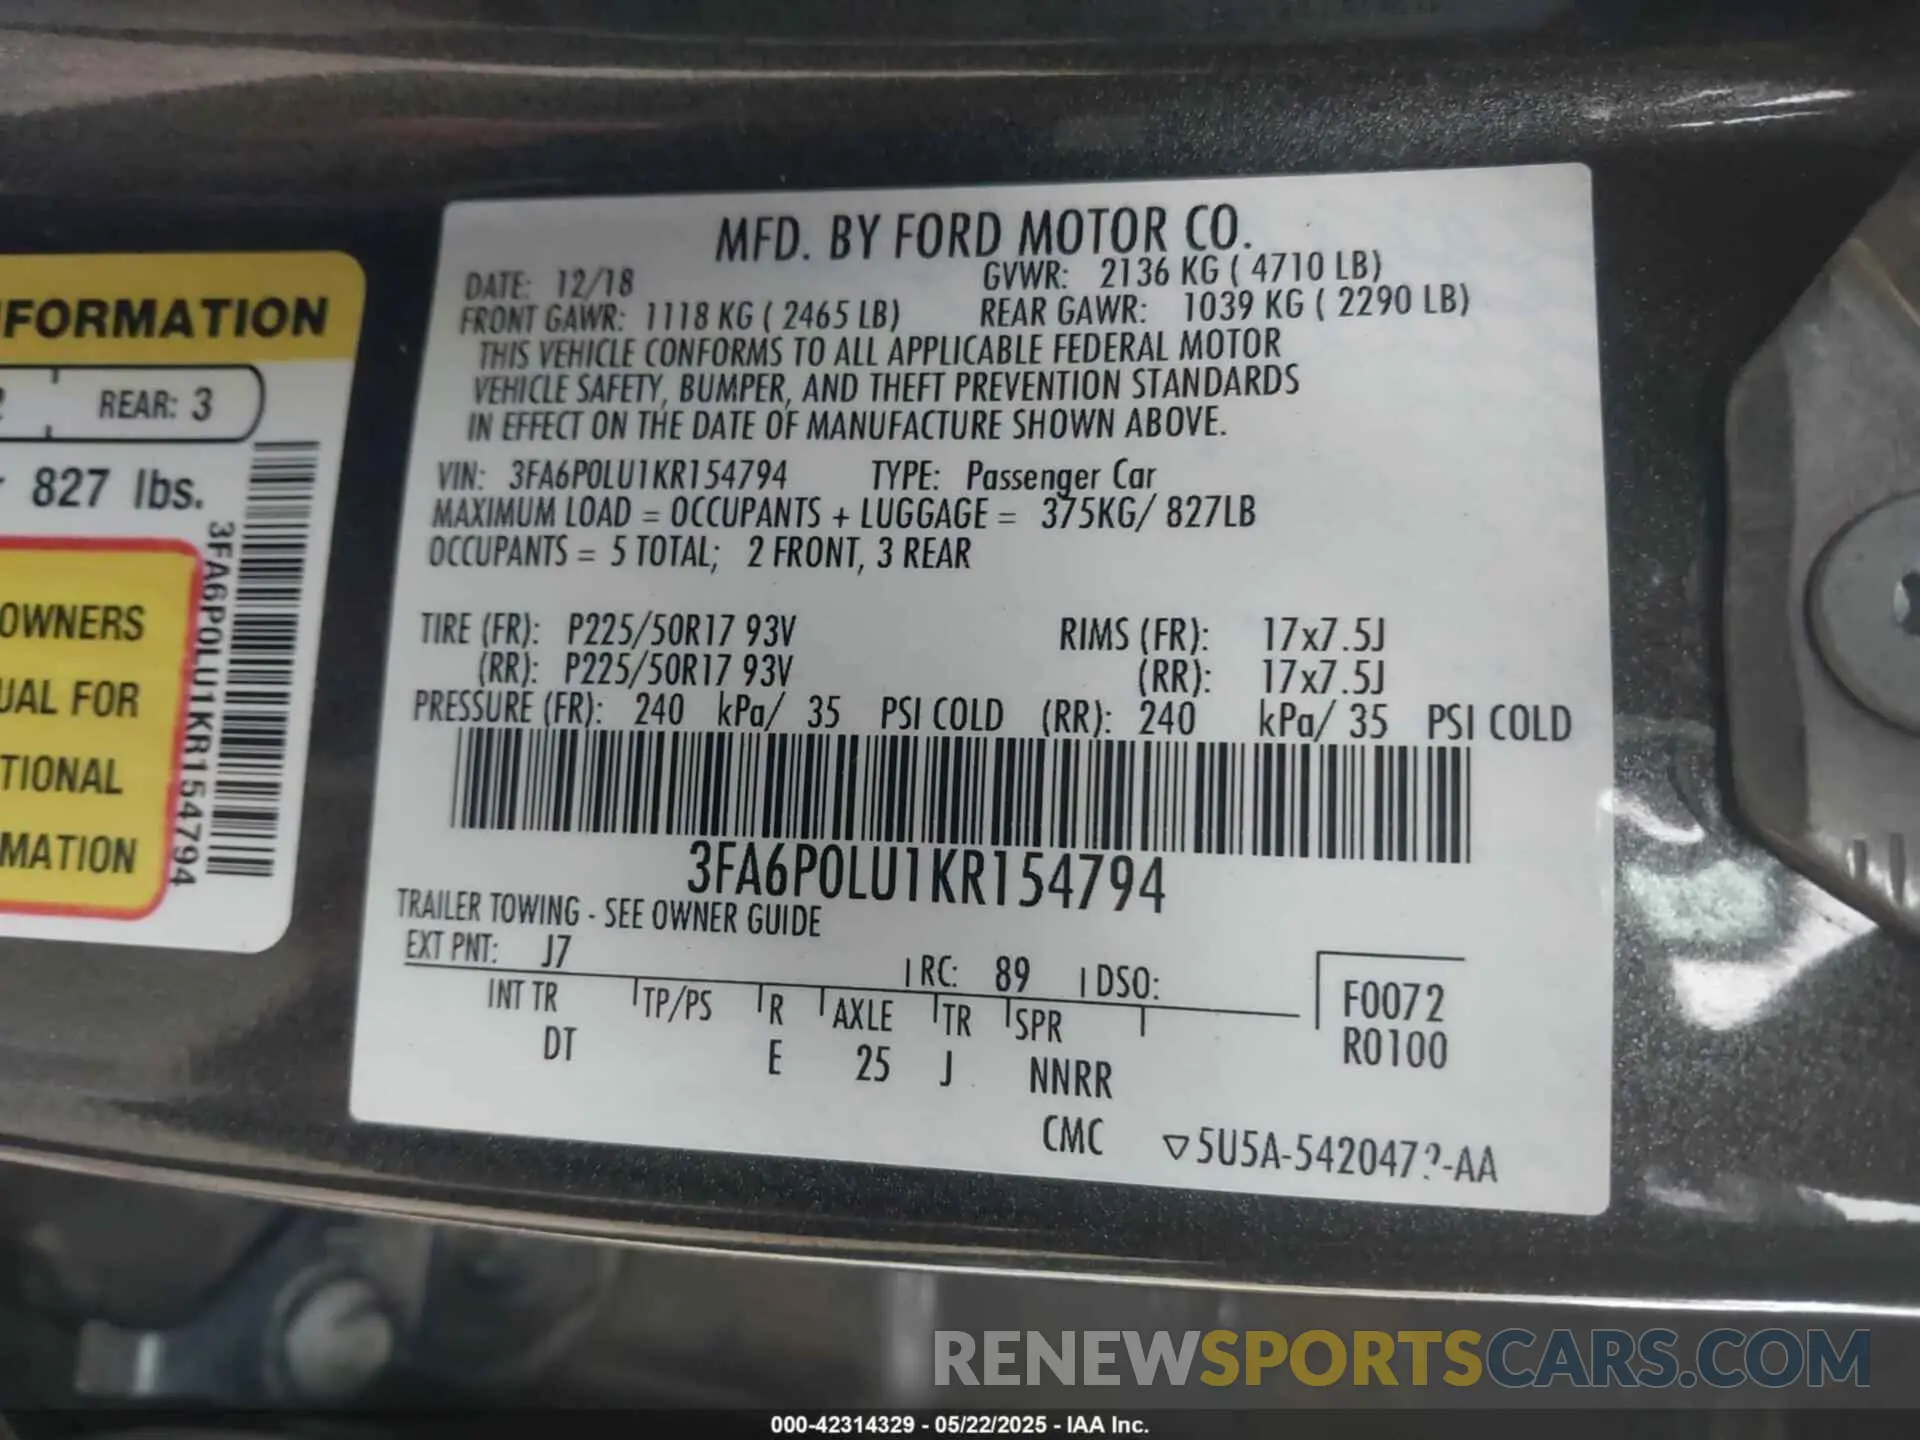 MFD. BY FORD MOTOR CO.
DATE: 12/18 GVWR: 2136 KG ( 4710 LB)
FRONT GAWR: 1118 KG ( 2465 LB) REAR GAWR: 1039 KG ( 2290 LB)
THIS VEHICLE CONFORMS TO ALL APPLICABLE FEDERAL MOTOR
VEHICLE SAFETY, BUMPER, AND THEFT PREVENTION STANDARDS
IN EFFECT ON THE DATE OF MANUFACTURE SHOWN ABOVE.
VIN: 3FA6P0LU1KR154794 TYPE: Passenger Car
MAXIMUM LOAD = OCCUPANTS + LUGGAGE = 375KG/ 827LB
OCCUPANTS = 5 TOTAL; 2 FRONT, 3 REAR
TIRE (FR): P225/50R17 93V RIMS (FR): 17x7.5J
(RR): P225/50R17 93V (RR): 17x7.5J
PRESSURE (FR): 240 kPa/ 35 PSI COLD (RR): 240 kPa/ 35 PSI COLD
3FA6P0LU1KR154794
TRAILER TOWING - SEE OWNER GUIDE
EXT PNT: J7 RC: 89 DSO:
INT TR TP/PS R AXLE TR SPR
DT E 25 J NNRR
F0072
R0100
CMC ▽5U5A-542047?-AA
NFORMATION
2 REAR: 3
827 lbs.
3FA6P0LU1KR154794
OWNERS
UAL FOR
TIONAL
MATION
RENEWSPORTSCARS.COM
000-42314329 - 05/22/2025 - IAA Inc.